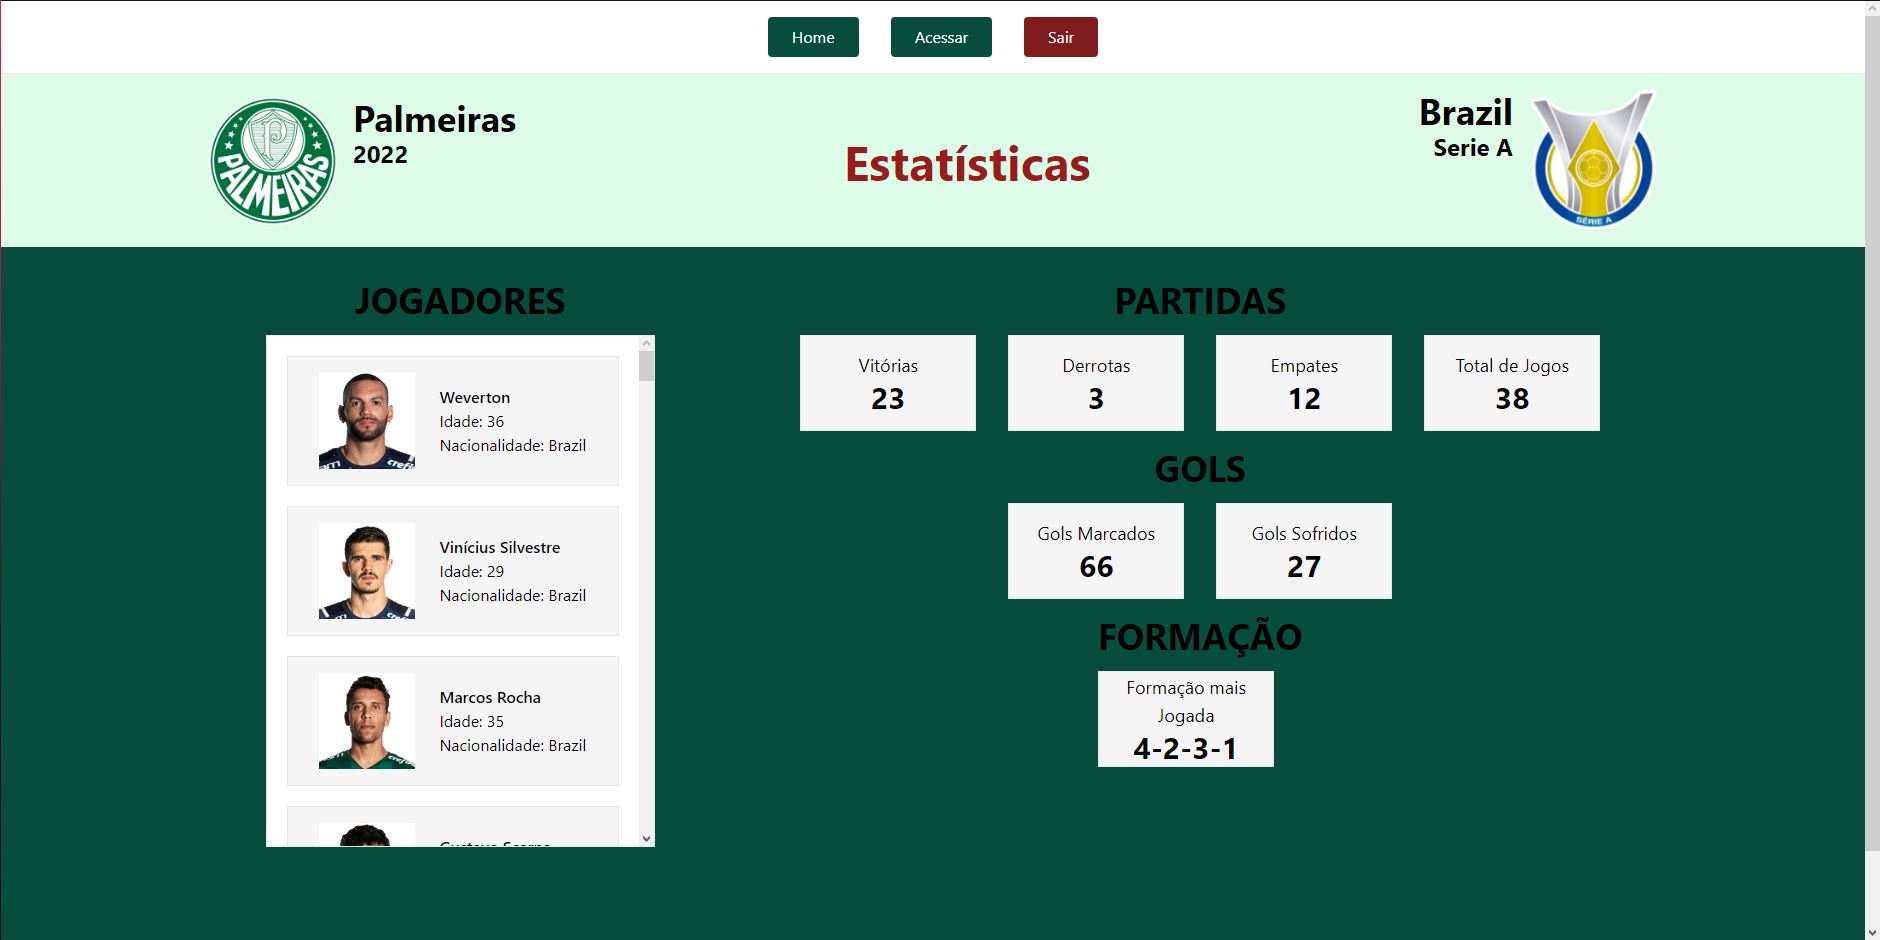 Home
Acessar
Sair
PALMEIRAS
Palmeiras
2022
Estatísticas
Brazil
Serie A
SÉRIE A
JOGADORES
Weverton
Idade: 36
Nacionalidade: Brazil
Vinícius Silvestre
Idade: 29
Nacionalidade: Brazil
Marcos Rocha
Idade: 35
Nacionalidade: Brazil
PARTIDAS
Vitórias
23
Derrotas
3
Empates
12
Total de Jogos
38
GOLS
Gols Marcados
66
Gols Sofridos
27
FORMAÇÃO
Formação mais
Jogada
4-2-3-1